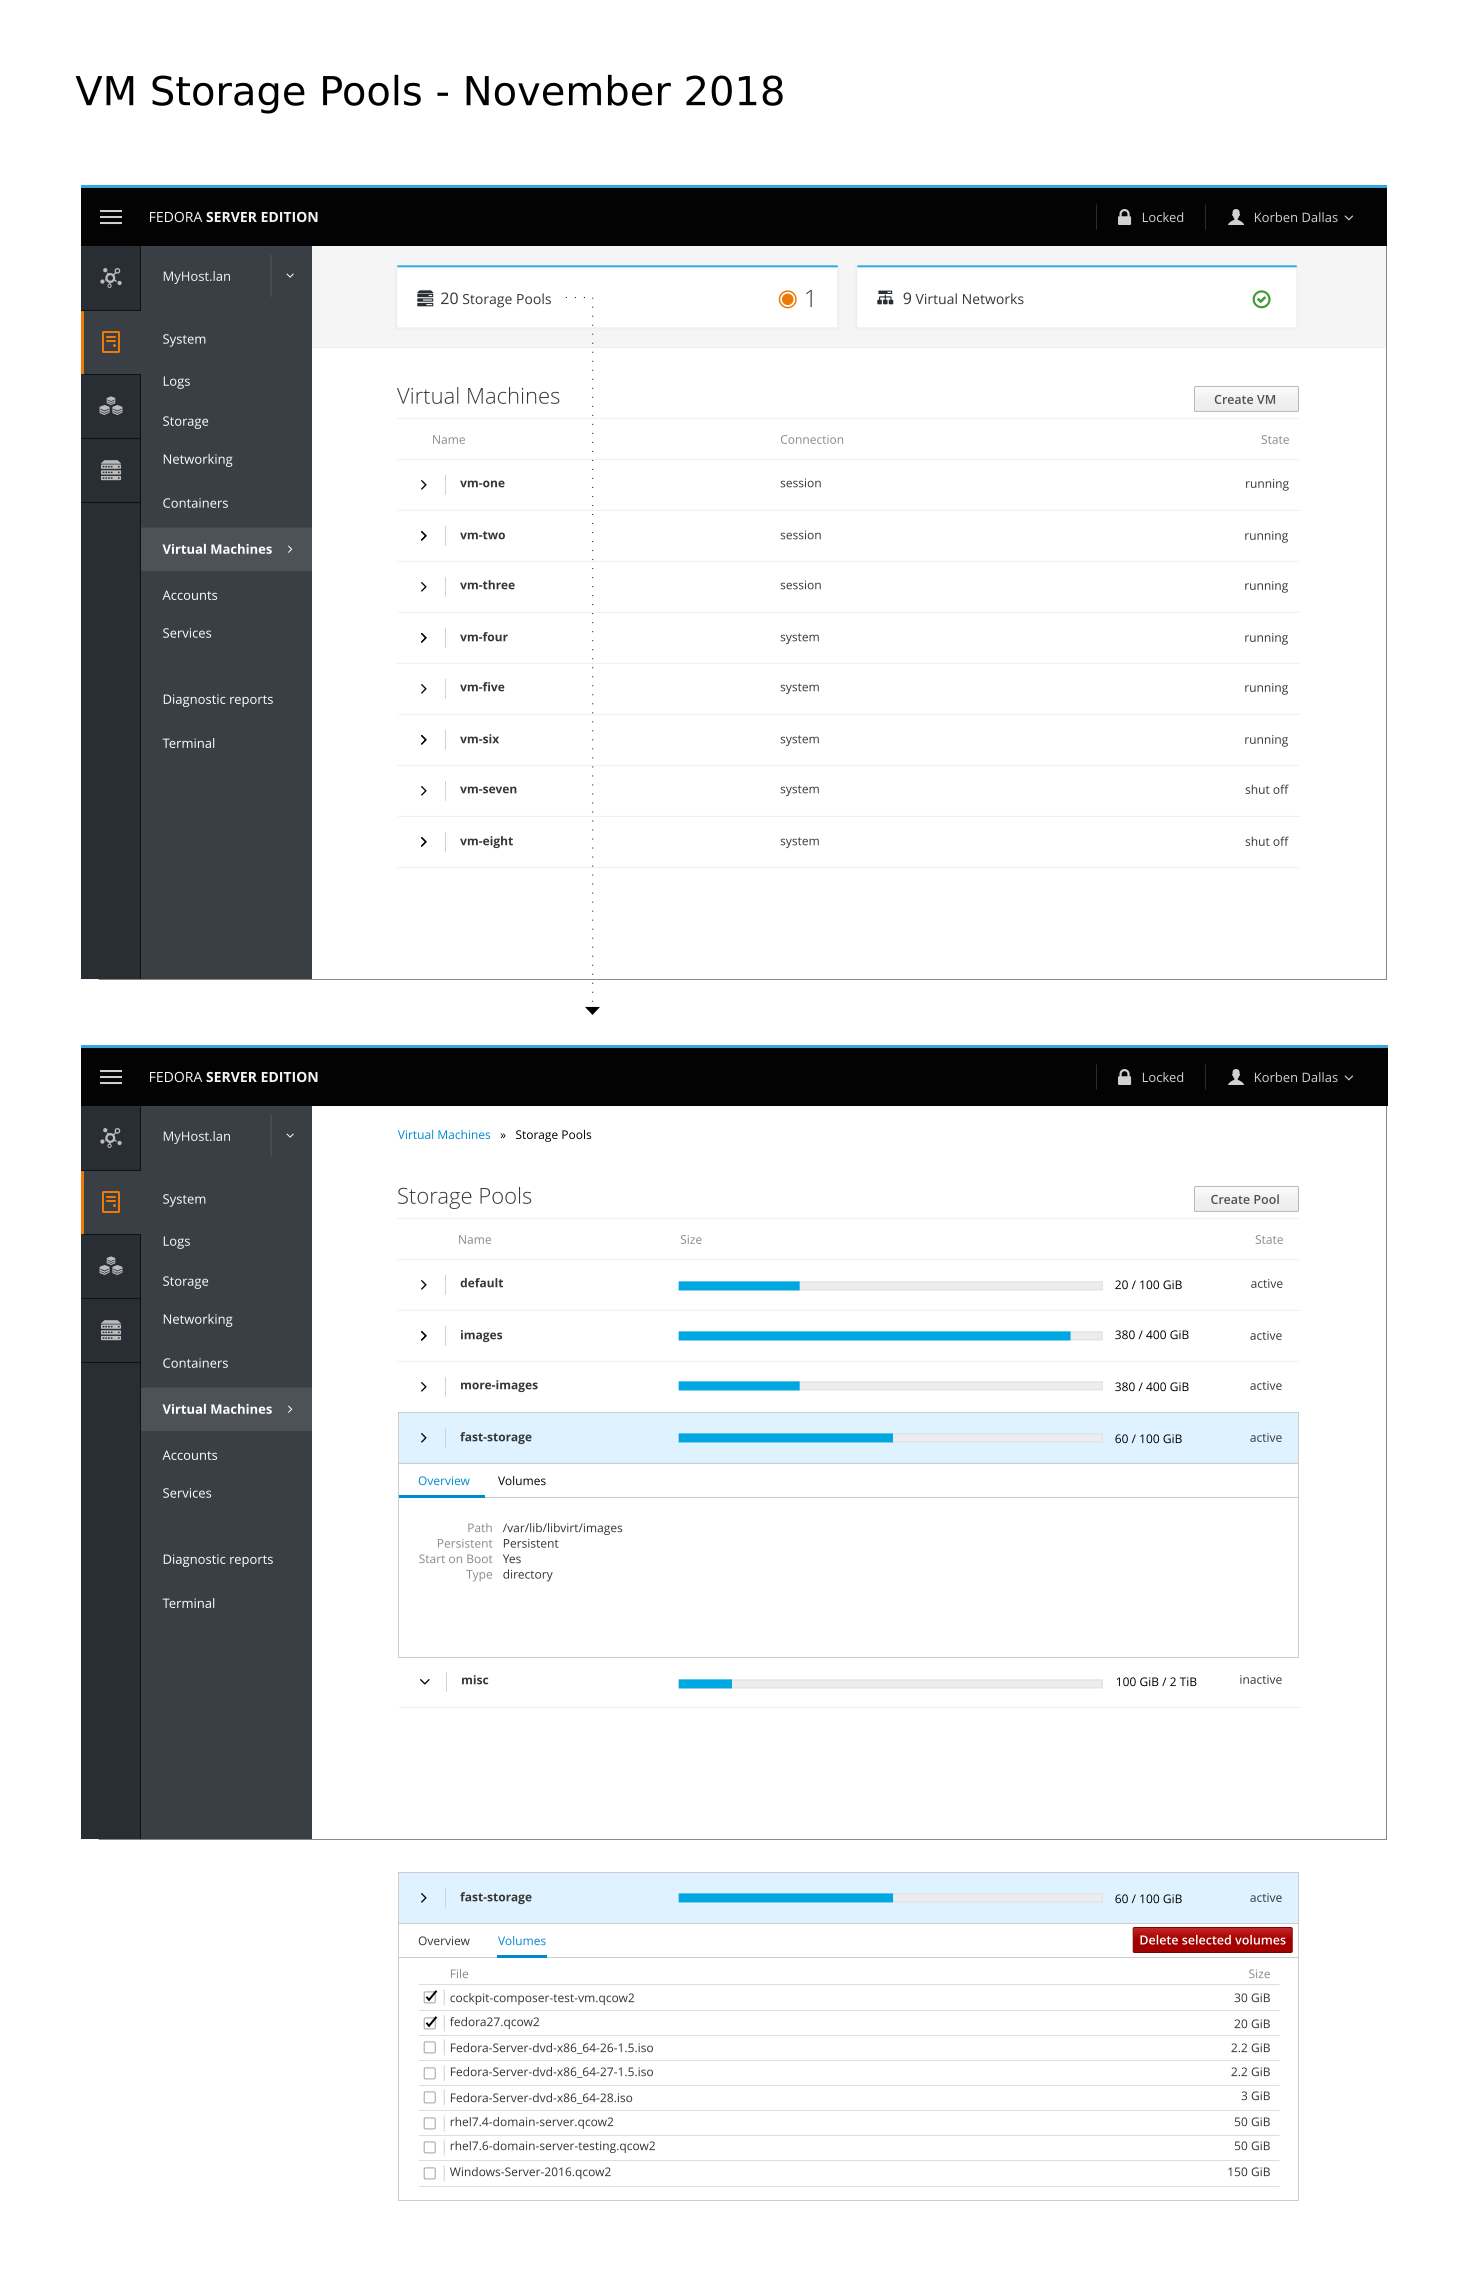 VM Storage Pools - November 2018
FEDORA SERVER EDITION
Locked
Korben Dallas
MyHost.lan
System
Logs
Storage
Networking
Containers
Virtual Machines
Accounts
Services
Diagnostic reports
Terminal
20 Storage Pools
1
9 Virtual Networks
Virtual Machines
Create VM
Name Connection State
vm-one session running
vm-two session running
vm-three session running
vm-four system running
vm-five system running
vm-six system running
vm-seven system shut off
vm-eight system shut off
FEDORA SERVER EDITION
Locked
Korben Dallas
MyHost.lan
System
Logs
Storage
Networking
Containers
Virtual Machines
Accounts
Services
Diagnostic reports
Terminal
Virtual Machines » Storage Pools
Storage Pools
Create Pool
Name Size State
default 20 / 100 GiB active
images 380 / 400 GiB active
more-images 380 / 400 GiB active
fast-storage 60 / 100 GiB active
Overview Volumes
Path /var/lib/libvirt/images
Persistent Persistent
Start on Boot Yes
Type directory
misc 100 GiB / 2 TiB inactive
fast-storage 60 / 100 GiB active
Overview Volumes Delete selected volumes
File Size
cockpit-composer-test-vm.qcow2 30 GiB
fedora27.qcow2 20 GiB
Fedora-Server-dvd-x86_64-26-1.5.iso 2.2 GiB
Fedora-Server-dvd-x86_64-27-1.5.iso 2.2 GiB
Fedora-Server-dvd-x86_64-28.iso 3 GiB
rhel7.4-domain-server.qcow2 50 GiB
rhel7.6-domain-server-testing.qcow2 50 GiB
Windows-Server-2016.qcow2 150 GiB